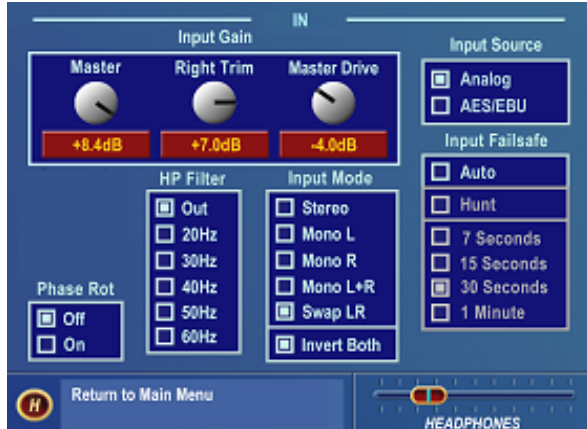 IN
Input Gain
Master
Right Trim
Master Drive
+8.4dB
+7.0dB
-4.0dB
Input Source
Analog
AES/EBU
Input Failsafe
Auto
Hunt
7 Seconds
15 Seconds
30 Seconds
1 Minute
HP Filter
Out
20Hz
30Hz
40Hz
50Hz
60Hz
Input Mode
Stereo
Mono L
Mono R
Mono L+R
Swap LR
Invert Both
Phase Rot
Off
On
H
Return to Main Menu
HEADPHONES